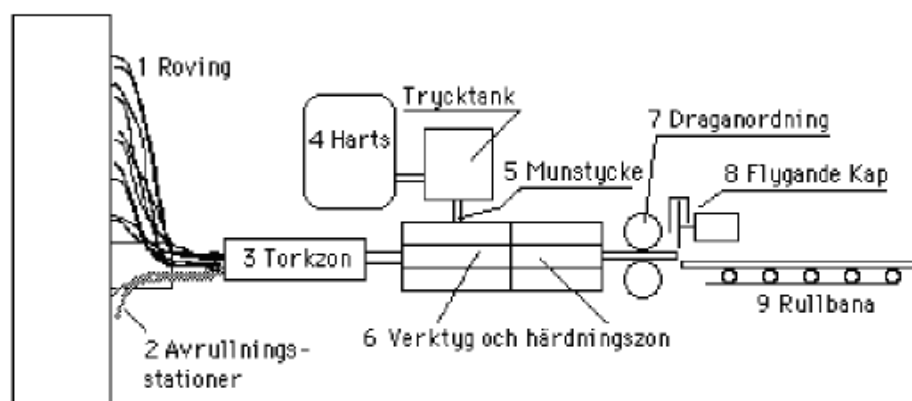 1 Roving
Trycktank
4 Harts
7 Draganordning
5 Munstycke
8 Flygande Kap
3 Torkzon
9 Rullbana
6 Verktyg och härdningszon
2 Avrullnings-
stationer